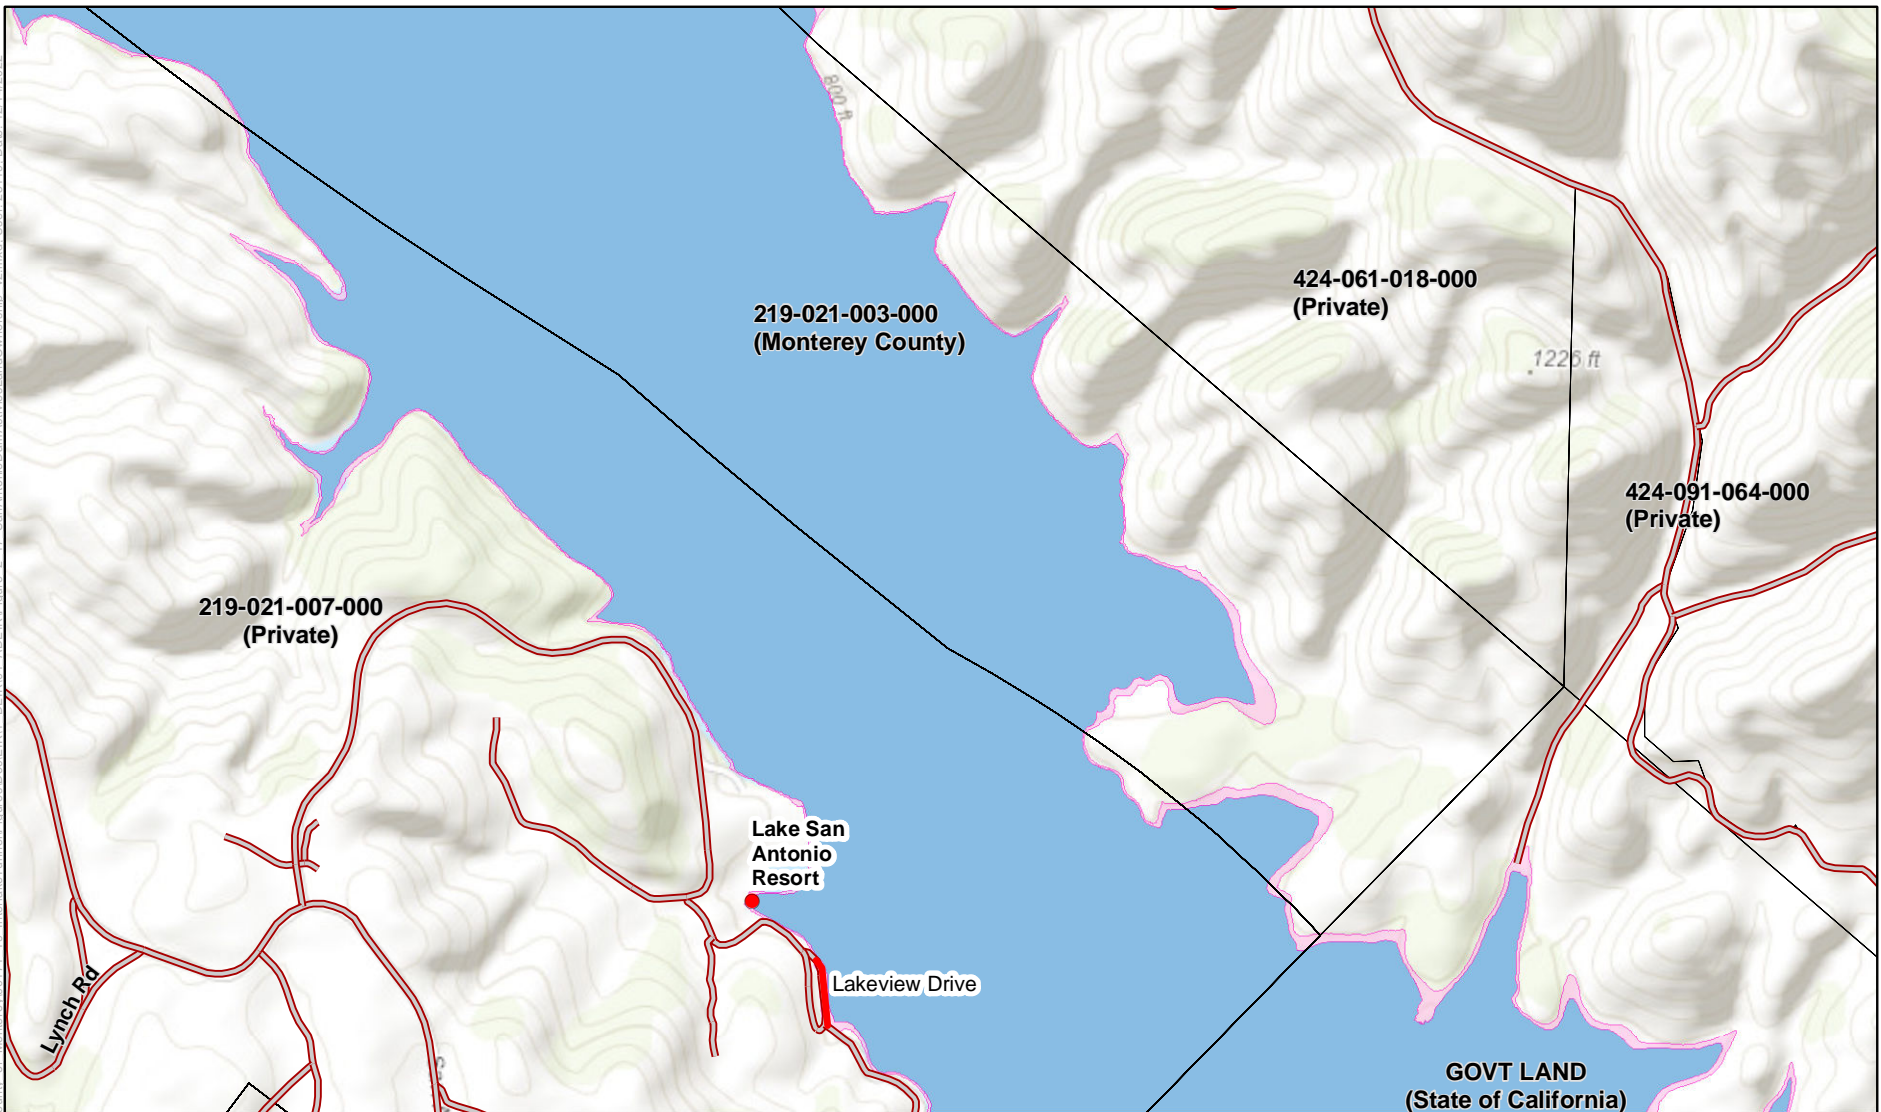 800 ft
424-061-018-000
(Private)
219-021-003-000
(Monterey County)
1226 ft
424-091-064-000
(Private)
219-021-007-000
(Private)
Lake San
Antonio
Resort
Lynch Rd
Lakeview Drive
GOVT LAND
(State of California)